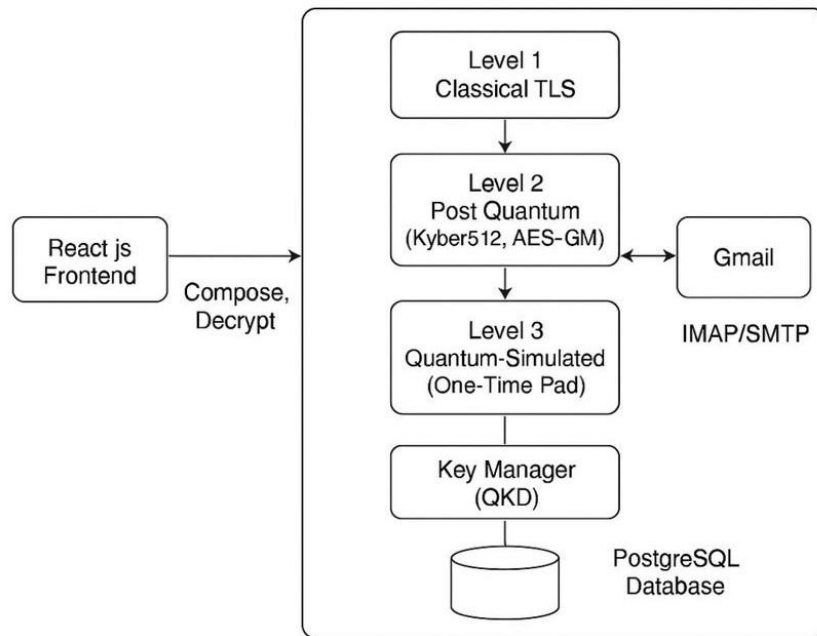 Level 1
Classical TLS
Level 2
Post Quantum
(Kyber512, AES-GM)
React js
Frontend
Compose,
Decrypt
Gmail
IMAP/SMTP
Level 3
Quantum-Simulated
(One-Time Pad)
Key Manager
(QKD)
PostgreSQL
Database